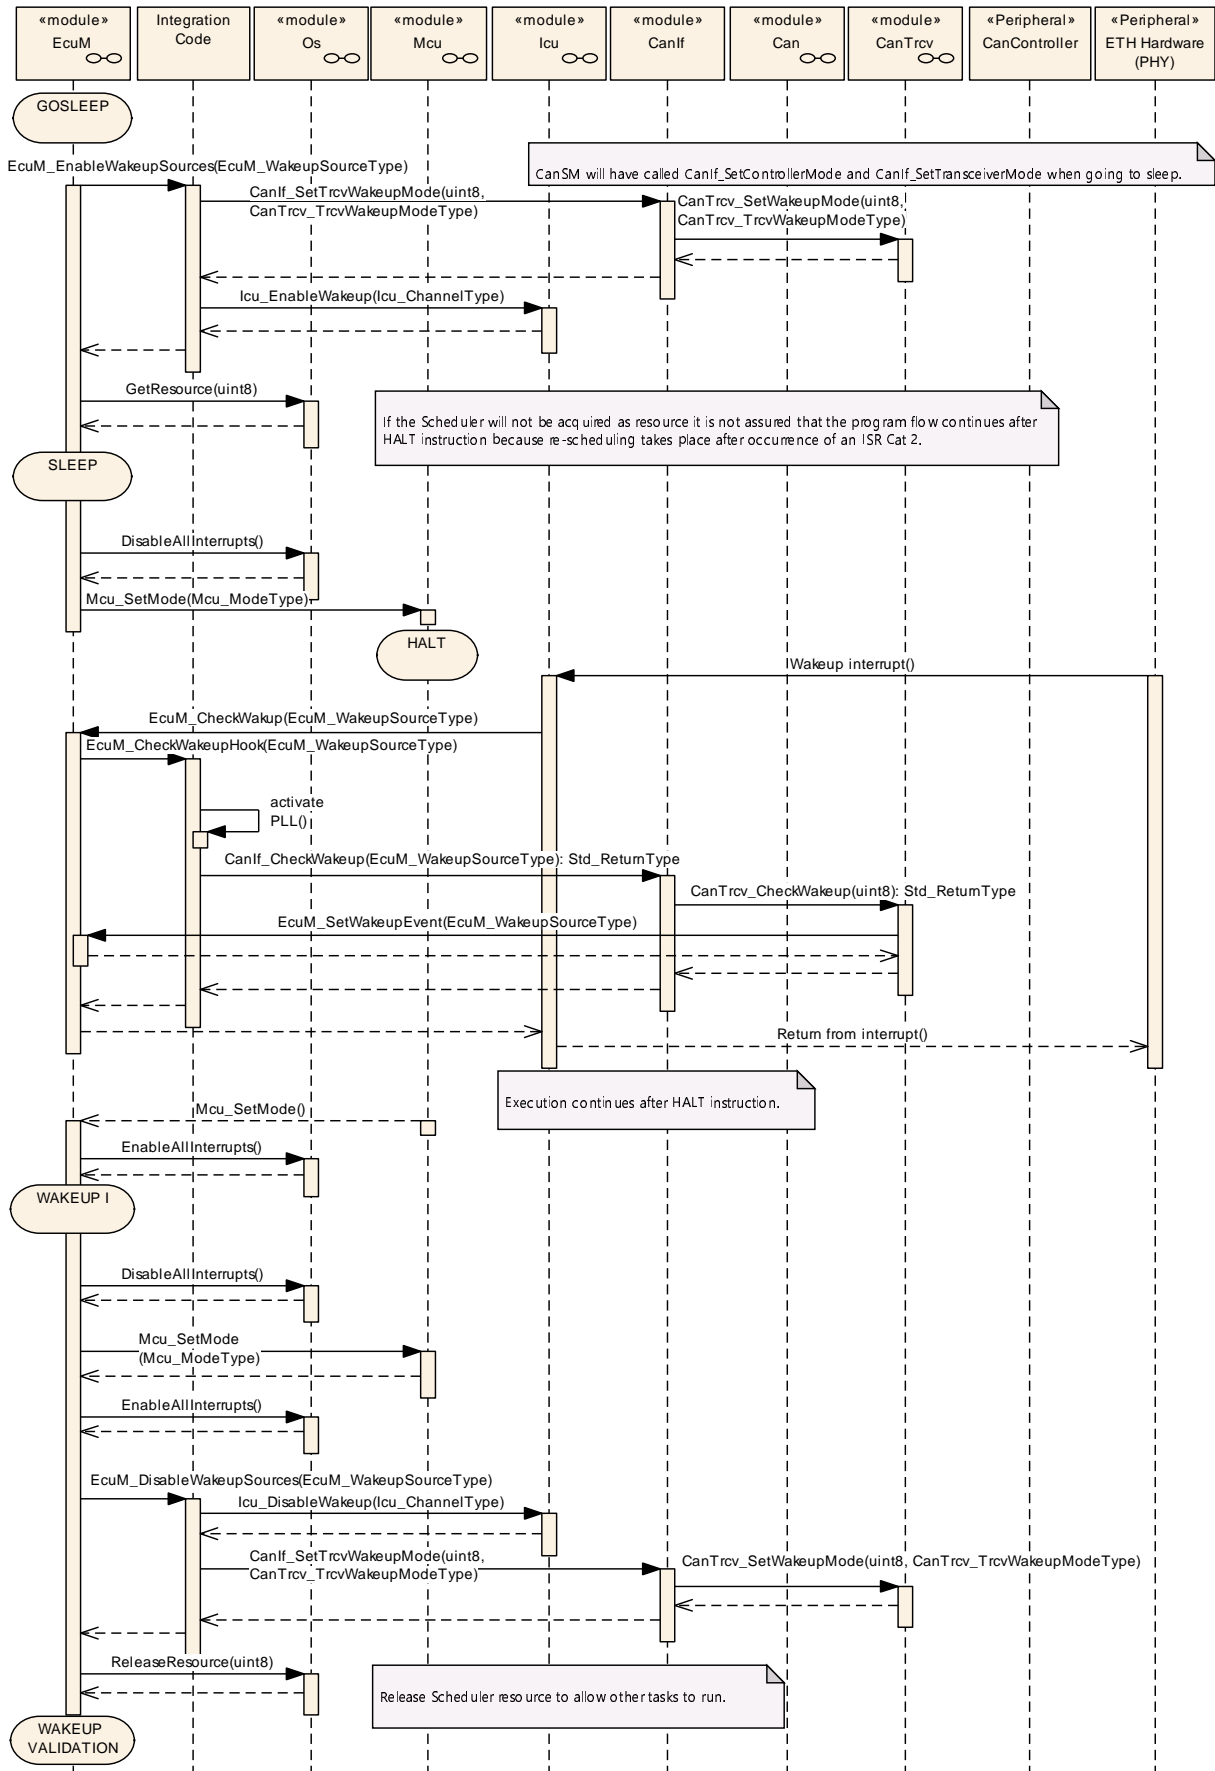 «module»
EcuM
Integration
Code
«module»
Os
«module»
Mcu
«module»
Icu
«module»
CanIf
«module»
Can
«module»
CanTrcv
«Peripheral»
CanController
«Peripheral»
ETH Hardware
(PHY)
GOSLEEP
EcuM_EnableWakeupSources(EcuM_WakeupSourceType)
CanSM will have called CanIf_SetControllerMode and CanIf_SetTransceiverMode when going to sleep.
CanIf_SetTrcvWakeupMode(uint8,
CanTrcv_TrcvWakeupModeType)
CanTrcv_SetWakeupMode(uint8,
CanTrcv_TrcvWakeupModeType)
Icu_EnableWakeup(Icu_ChannelType)
GetResource(uint8)
If the Scheduler will not be acquired as resource it is not assured that the program flow continues after
HALT instruction because re-scheduling takes place after occurrence of an ISR Cat 2.
SLEEP
DisableAllInterrupts()
Mcu_SetMode(Mcu_ModeType)
HALT
Wakeup interrupt()
EcuM_CheckWakup(EcuM_WakeupSourceType)
EcuM_CheckWakeupHook(EcuM_WakeupSourceType)
activate
PLL()
CanIf_CheckWakeup(EcuM_WakeupSourceType): Std_ReturnType
CanTrcv_CheckWakeup(uint8): Std_ReturnType
EcuM_SetWakeupEvent(EcuM_WakeupSourceType)
Return from interrupt()
Execution continues after HALT instruction.
Mcu_SetMode()
EnableAllInterrupts()
WAKEUP I
DisableAllInterrupts()
Mcu_SetMode
(Mcu_ModeType)
EnableAllInterrupts()
EcuM_DisableWakeupSources(EcuM_WakeupSourceType)
Icu_DisableWakeup(Icu_ChannelType)
CanIf_SetTrcvWakeupMode(uint8,
CanTrcv_TrcvWakeupModeType)
CanTrcv_SetWakeupMode(uint8, CanTrcv_TrcvWakeupModeType)
ReleaseResource(uint8)
Release Scheduler resource to allow other tasks to run.
WAKEUP
VALIDATION